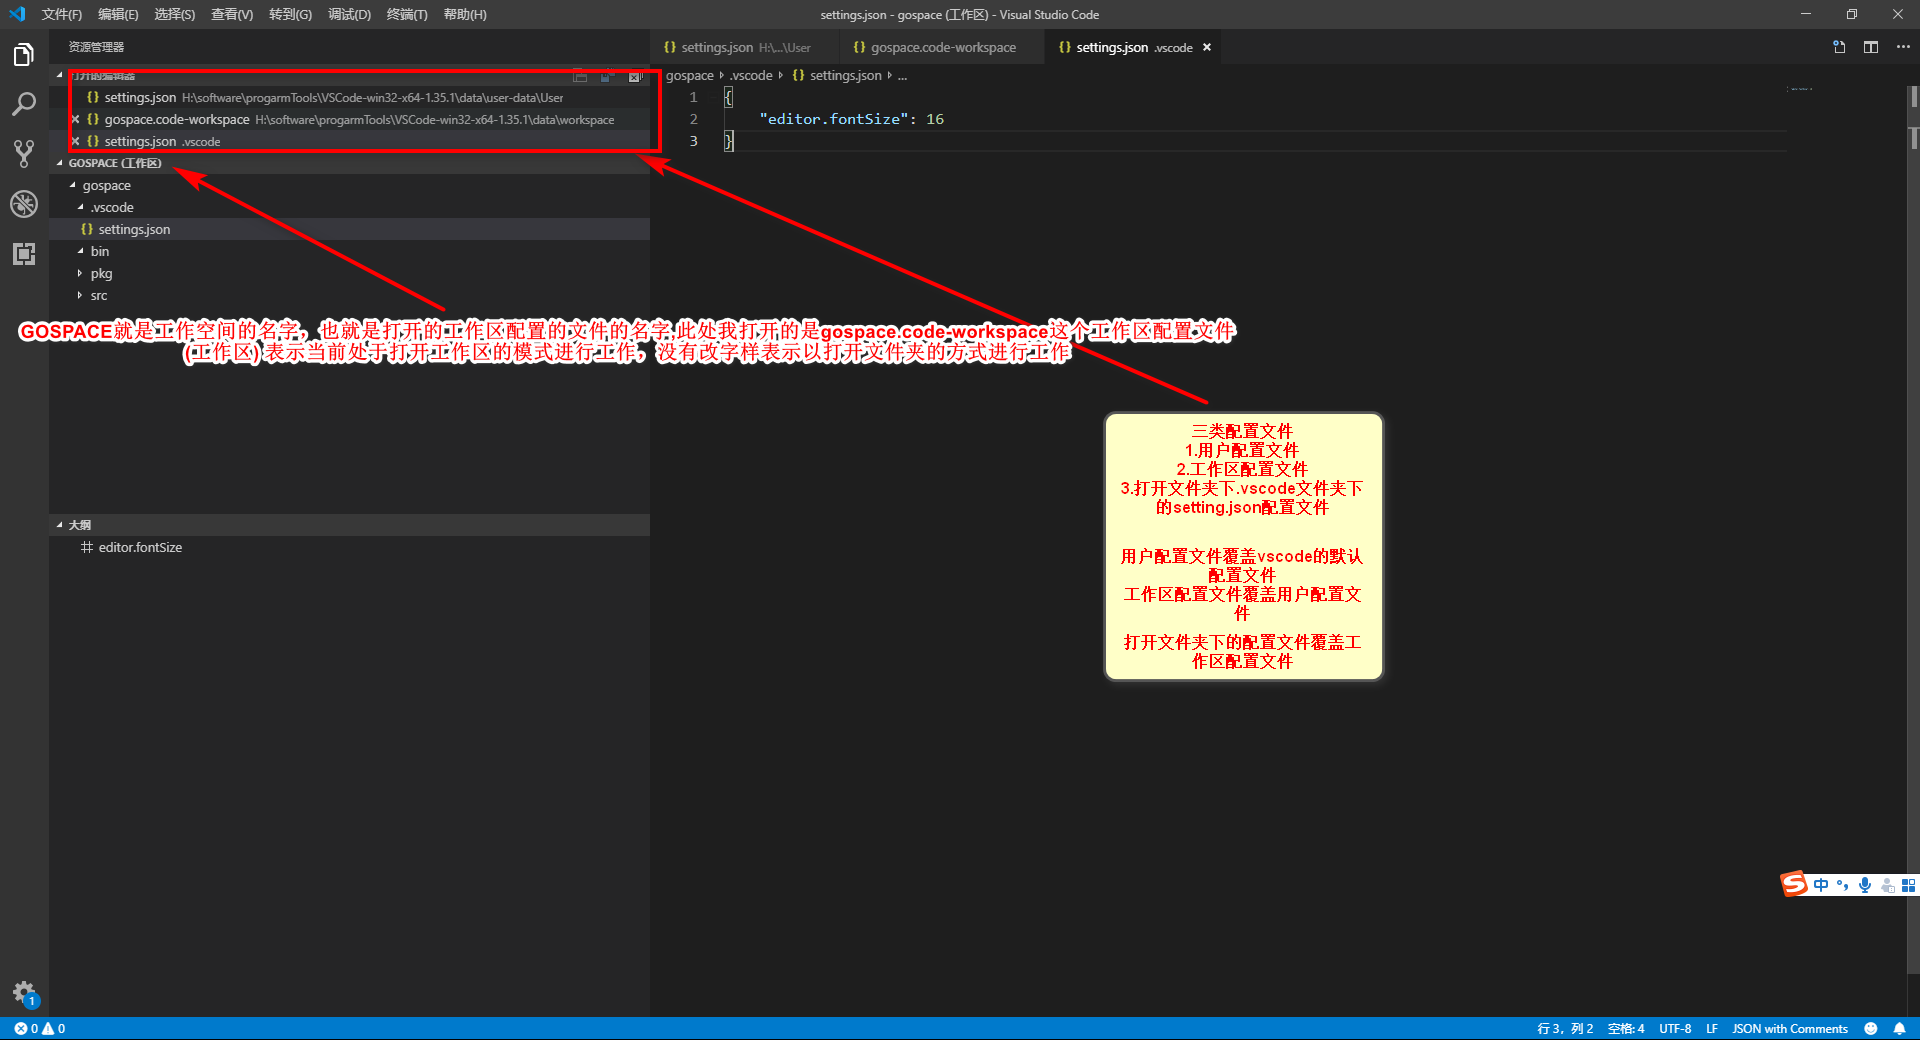 文件(F) 编辑(E) 选择(S) 查看(V) 转到(G) 调试(D) 终端(T) 帮助(H)
settings.json - gospace (工作区) - Visual Studio Code
资源管理器
打开的编辑器
{} settings.json H:\software\progarmTools\VSCode-win32-x64-1.35.1\data\user-data\User
{} gospace.code-workspace H:\software\progarmTools\VSCode-win32-x64-1.35.1\data\workspace
{} settings.json .vscode
GOSPACE (工作区)
gospace
.vscode
{} settings.json
bin
pkg
src
大纲
editor.fontSize
{} settings.json H:\...\User
{} gospace.code-workspace
{} settings.json .vscode
gospace .vscode {} settings.json ...
1 {
2 "editor.fontSize": 16
3 }
GOSPACE就是工作空间的名字，也就是打开的工作区配置的文件的名字,此处我打开的是gospace.code-workspace这个工作区配置文件
(工作区) 表示当前处于打开工作区的模式进行工作，没有改字样表示以打开文件夹的方式进行工作
三类配置文件
1.用户配置文件
2.工作区配置文件
3.打开文件夹下.vscode文件夹下
的setting.json配置文件
用户配置文件覆盖vscode的默认
配置文件
工作区配置文件覆盖用户配置文
件
打开文件夹下的配置文件覆盖工
作区配置文件
S 中
1
0 0
行 3，列 2 空格: 4 UTF-8 LF JSON with Comments